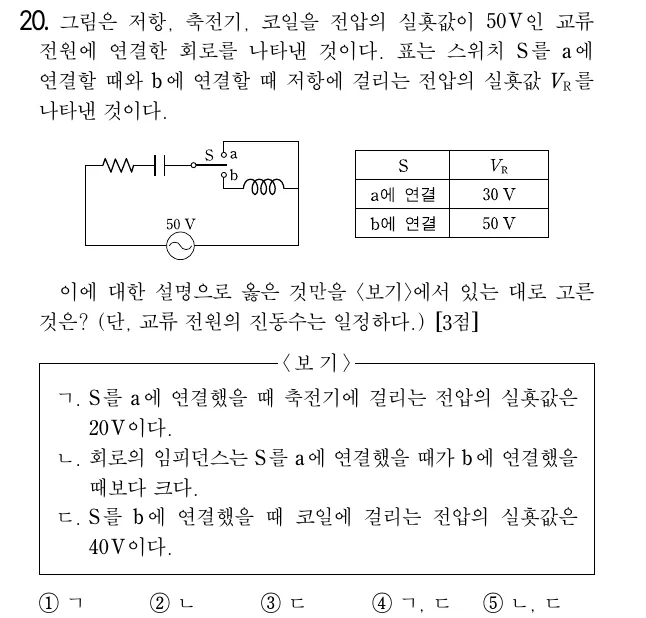 20. 그림은 저항, 축전기, 코일을 전압의 실횻값이 50V인 교류
전원에 연결한 회로를 나타낸 것이다. 표는 스위치 S를 a에
연결할 때와 b에 연결할 때 저항에 걸리는 전압의 실횻값 VR를
나타낸 것이다.
S a
b
50 V
S VR
a에 연결 30 V
b에 연결 50 V
이에 대한 설명으로 옳은 것만을 〈보기〉에서 있는 대로 고른
것은? (단, 교류 전원의 진동수는 일정하다.) [3점]
〈보 기〉
ㄱ. S를 a에 연결했을 때 축전기에 걸리는 전압의 실횻값은
20V이다.
ㄴ. 회로의 임피던스는 S를 a에 연결했을 때가 b에 연결했을
때보다 크다.
ㄷ. S를 b에 연결했을 때 코일에 걸리는 전압의 실횻값은
40V이다.
① ㄱ ② ㄴ ③ ㄷ ④ ㄱ, ㄷ ⑤ ㄴ, ㄷ